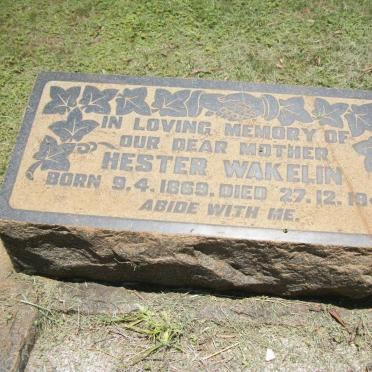 IN LOVING MEMORY OF
OUR DEAR MOTHER
HESTER WAKELIN
BORN 9.4.1869. DIED 27.12.
ABIDE WITH ME.